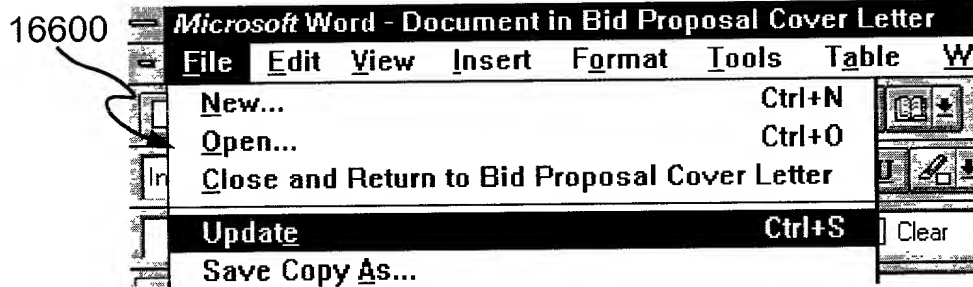 16600
Microsoft Word - Document in Bid Proposal Cover Letter
File Edit View Insert Format Tools Table W
New... Ctrl+N
Open... Ctrl+O
In
Close and Return to Bid Proposal Cover Letter U
Update Ctrl+S Clear
Save Copy As...